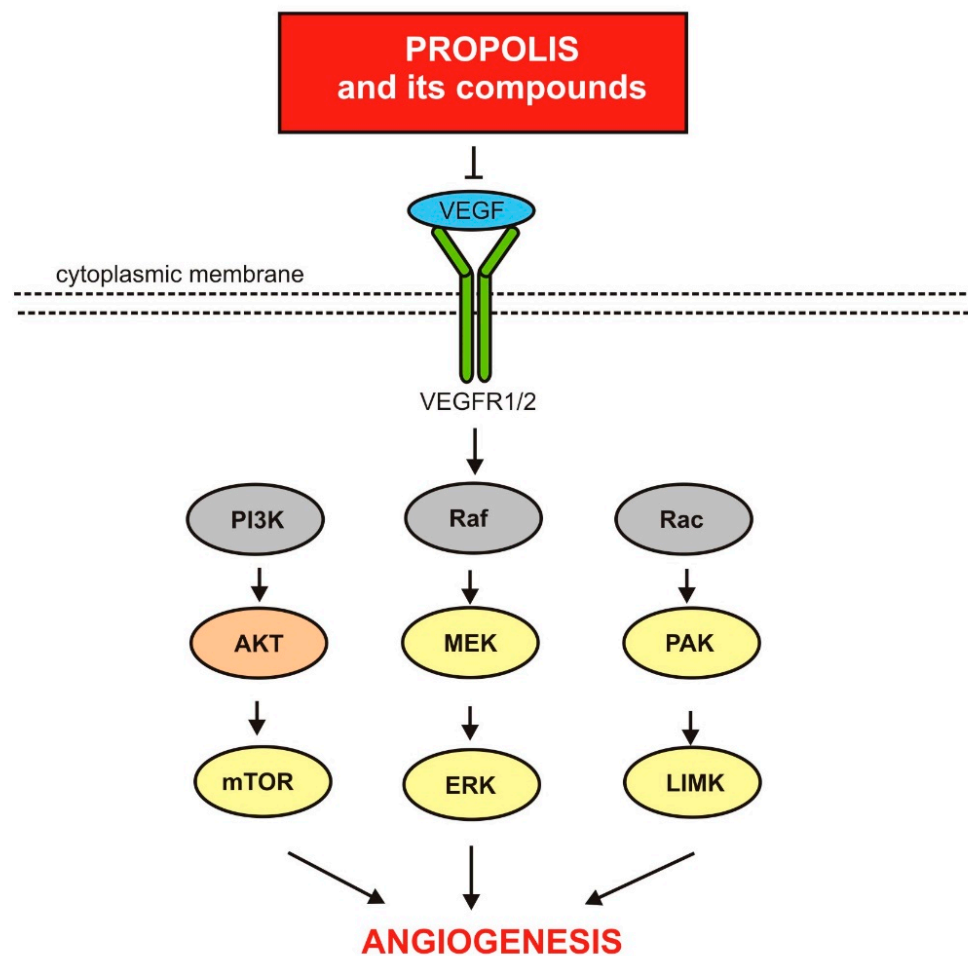 PROPOLIS
and its compounds
VEGF
cytoplasmic membrane
VEGFR1/2
PI3K
Raf
Rac
AKT
MEK
PAK
mTOR
ERK
LIMK
ANGIOGENESIS